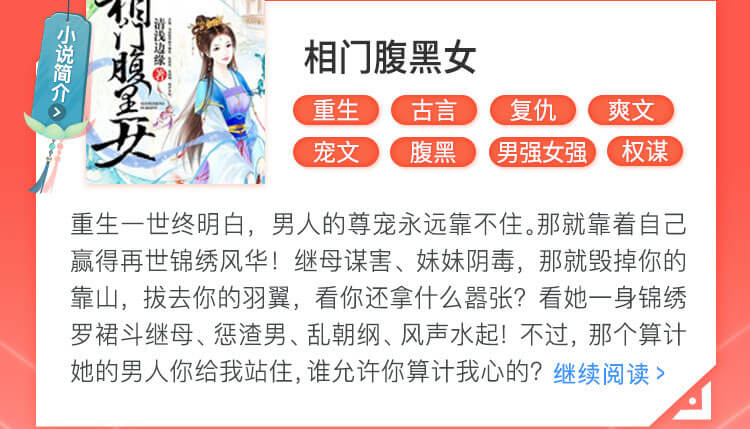 小说简介
相门腹黑女
清浅边缘 著
相门腹黑女
重生 古言 复仇 爽文
宠文 腹黑 男强女强 权谋
重生一世终明白，男人的尊宠永远靠不住。那就靠着自己
赢得再世锦绣风华！继母谋害、妹妹阴毒，那就毁掉你的
靠山，拔去你的羽翼，看你还拿什么嚣张？看她一身锦绣
罗裙斗继母、惩渣男、乱朝纲、风声水起！不过，那个算计
她的男人你给我站住，谁允许你算计我心的？继续阅读 >